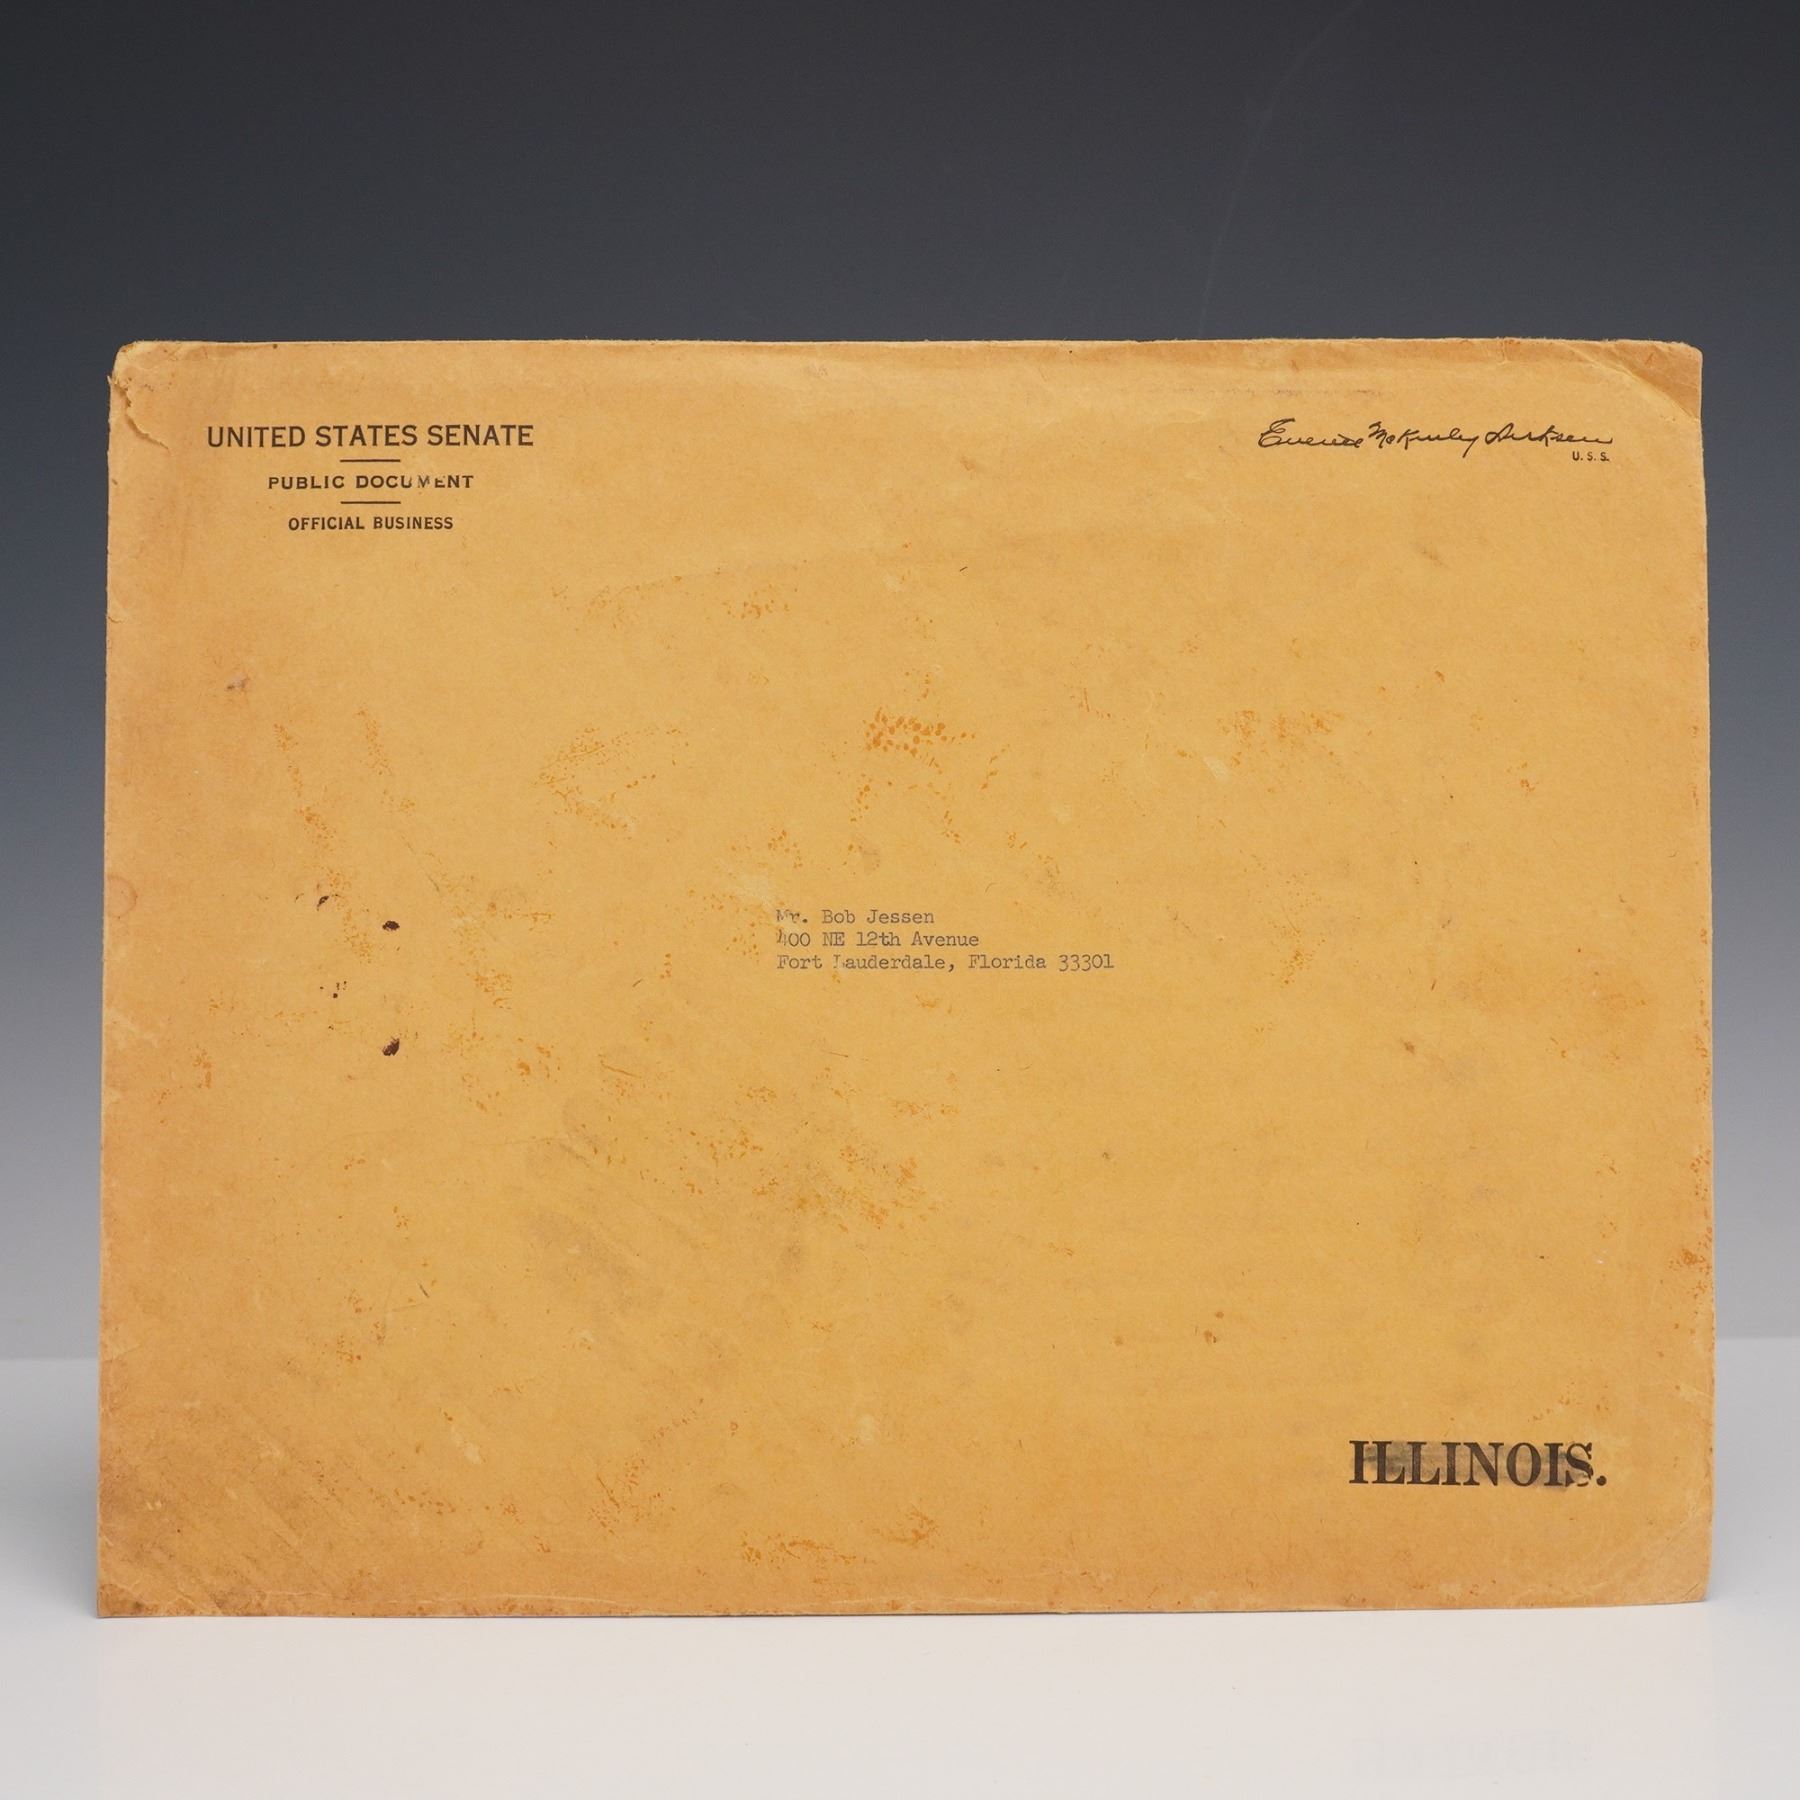 UNITED STATES SENATE
PUBLIC DOCUMENT
OFFICIAL BUSINESS
Everett McKinley Dirksen
U. S. S.
Mr. Bob Jessen
400 NE 12th Avenue
Fort Lauderdale, Florida 33301
ILLINOIS.